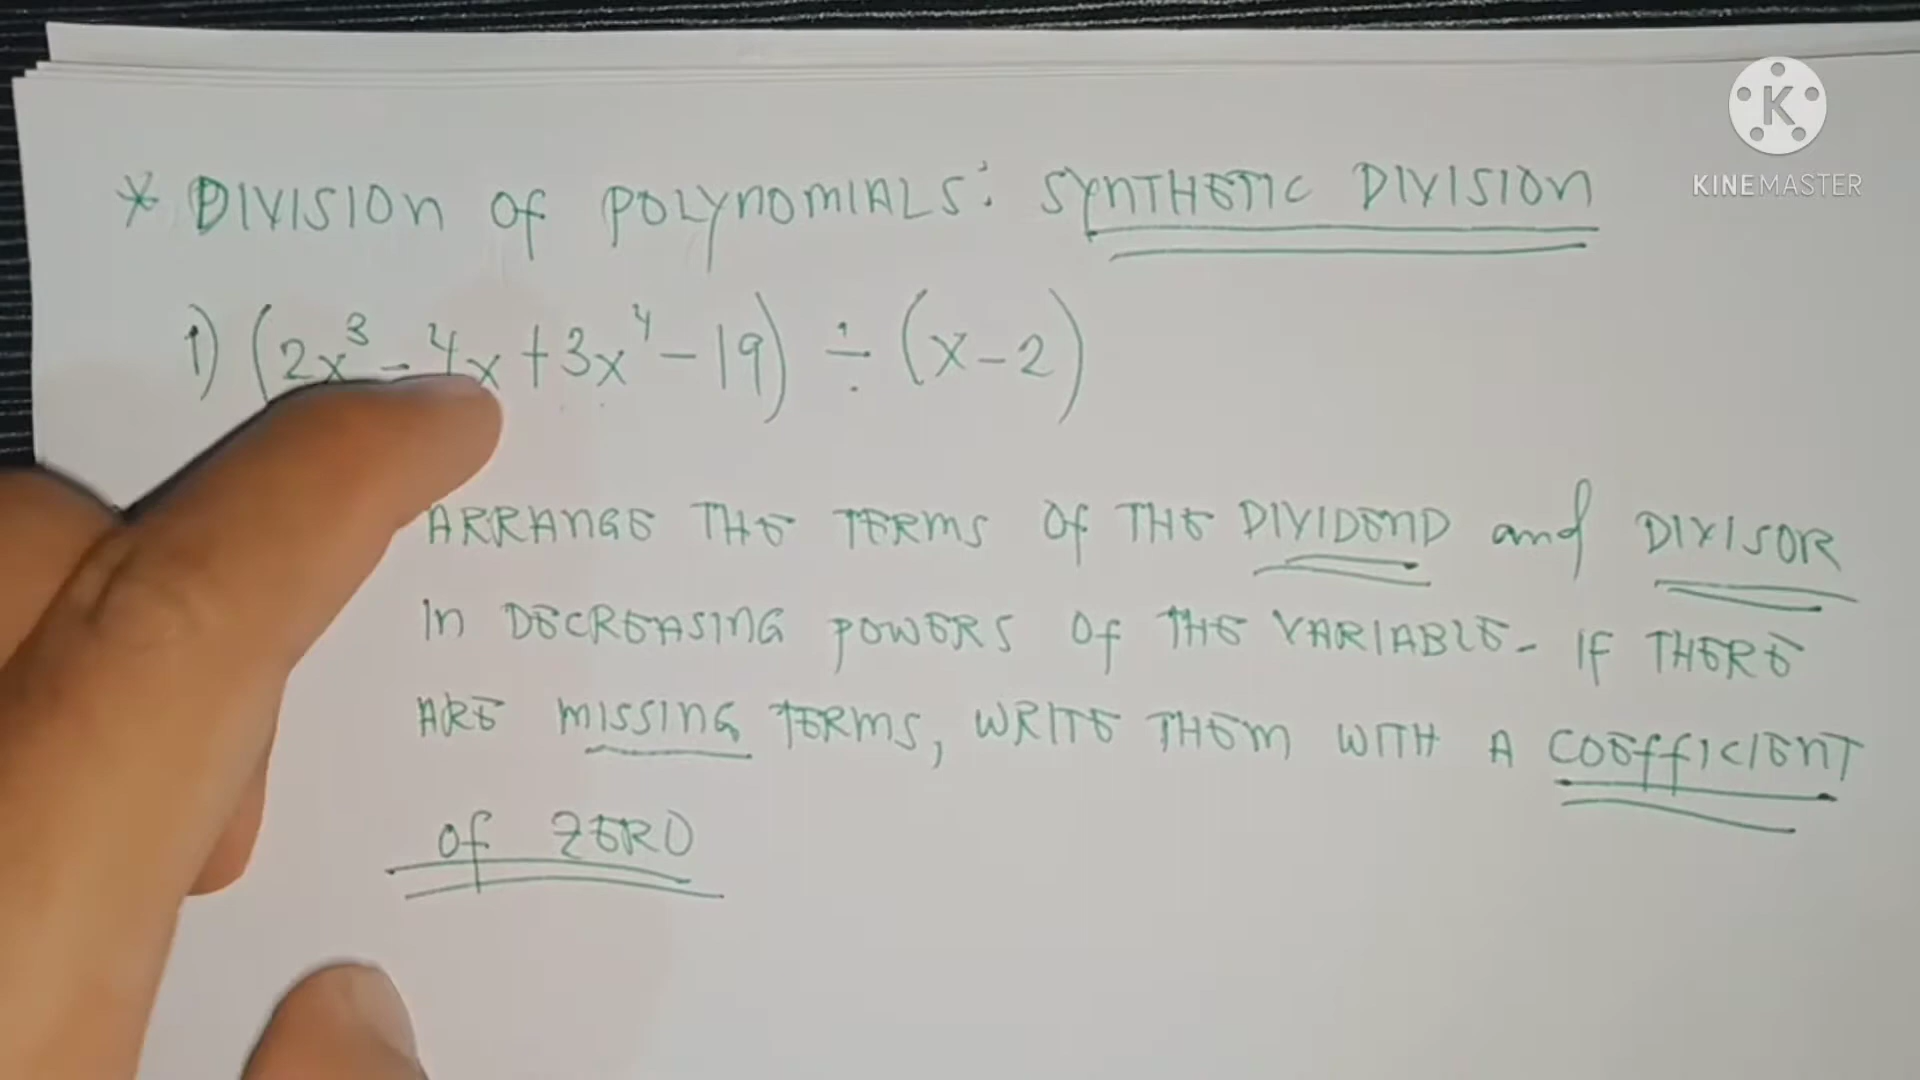 * DIVISION of POLYNOMIALS: SYNTHETIC DIVISION
K
KINEMASTER
1) (2x³ - 4x + 3x⁴ - 19) ÷ (x - 2)
ARRANGE THE TERMS of THE DIVIDEND and DIVISOR
In DECREASING POWERS of THE VARIABLE. IF THERE
ARE MISSING TERMS, WRITE THEM WITH A COEFFICIENT
of ZERO